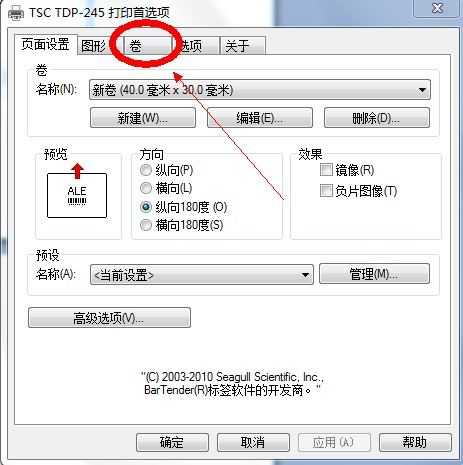 TSC TDP-245 打印首选项
页面设置 图形 卷 选项 关于
卷
名称(N): 新卷 (40.0 毫米 x 30.0 毫米)
新建(W)... 编辑(E)... 删除(D)...
预览 方向 效果
纵向(P) 镜像(R)
ALE 横向(L) 负片图像(T)
纵向180度 (O)
横向180度(S)
预设
名称(A): <当前设置> 管理(M)...
高级选项(V)...
"(C) 2003-2010 Seagull Scientific, Inc.,
BarTender(R)标签软件的开发商。"
确定 取消 应用(A) 帮助